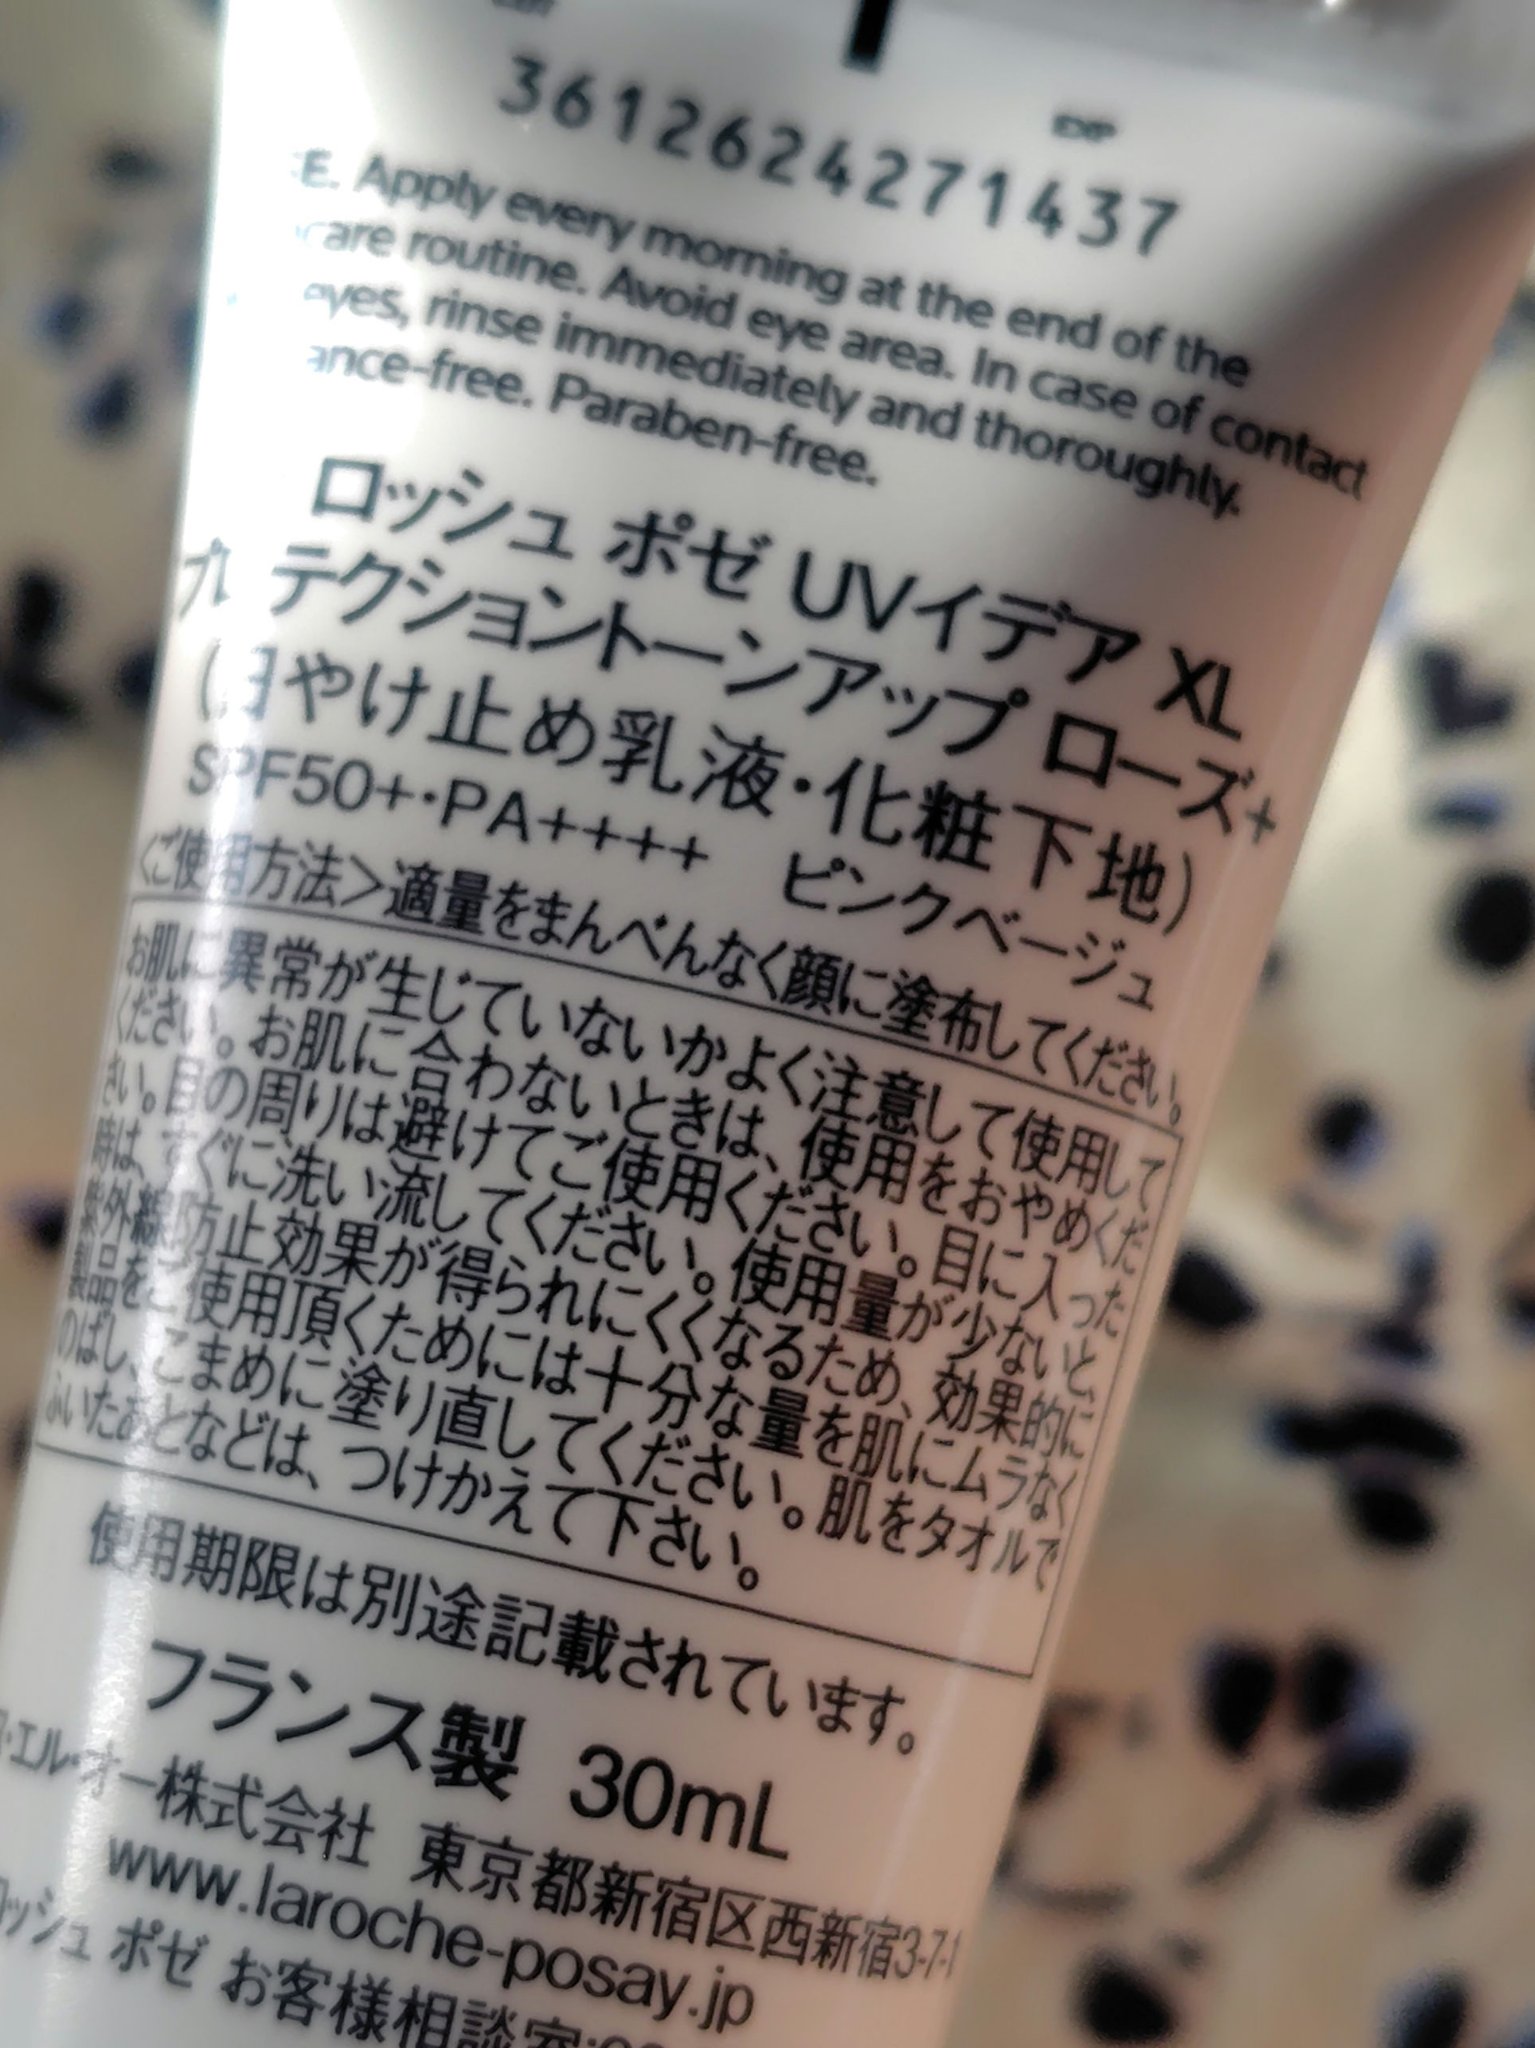 3612624271437
EXP
E. Apply every morning at the end of the
care routine. Avoid eye area. In case of contact
eyes, rinse immediately and thoroughly.
ance-free. Paraben-free.
ロッシュ ポゼ UVイデア XL
プロテクショントーンアップ ローズ+
(日やけ止め乳液・化粧下地)
SPF50+・PA++++ ピンクベージュ
<ご使用方法>適量をまんべんなく顔に塗布してください。
お肌に異常が生じていないかよく注意して使用して
ください。お肌に合わないときは、使用をおやめくだ
さい。目の周りは避けてご使用ください。目に入った
時は、すぐに洗い流してください。使用量が少ないと、
紫外線防止効果が得られにくくなるため、効果的に
製品をご使用頂くためには十分な量を肌にムラなく
のばし、こまめに塗り直してください。肌をタオルで
ふいたあとなどは、つけかえて下さい。
使用期限は別途記載されています。
フランス製 30mL
・エル・オー株式会社 東京都新宿区西新宿3-7-1
www.laroche-posay.jp
ロッシュ ポゼ お客様相談室:03